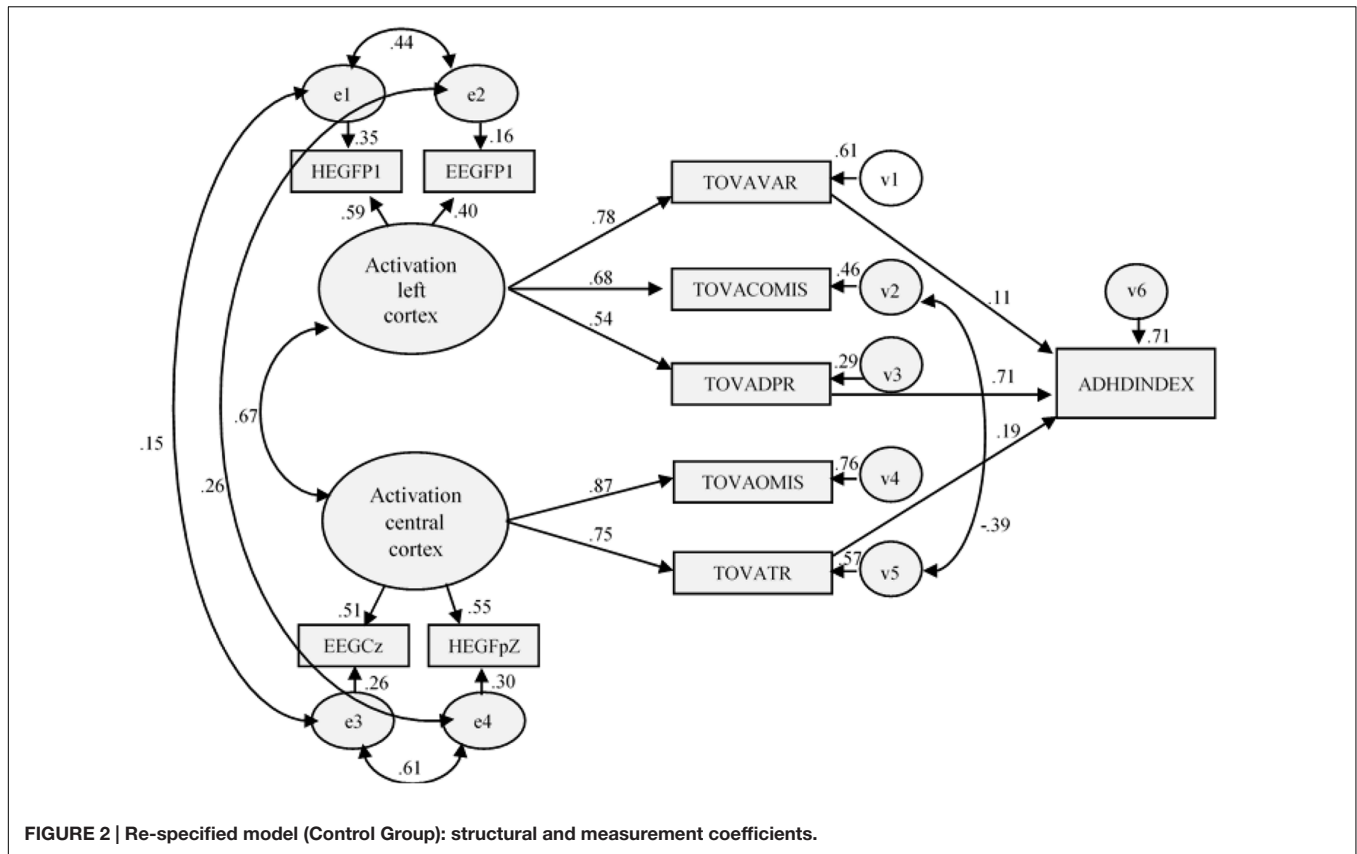 .44
e1
e2
.35
.16
HEGFP1
EEGFP1
.61
TOVAVAR
v1
.59
.40
.78
Activation
left
cortex
.68
TOVACOMIS
.46
v2
v6
.11
.54
.71
TOVADPR
.29
v3
.71
ADHDINDEX
.67
.15
.19
.26
Activation
central
cortex
.87
TOVAOMIS
.76
v4
.75
-.39
TOVATR
.57
v5
.51
.55
EEGCz
HEGFpZ
.26
.30
e3
e4
.61
FIGURE 2 | Re-specified model (Control Group): structural and measurement coefficients.